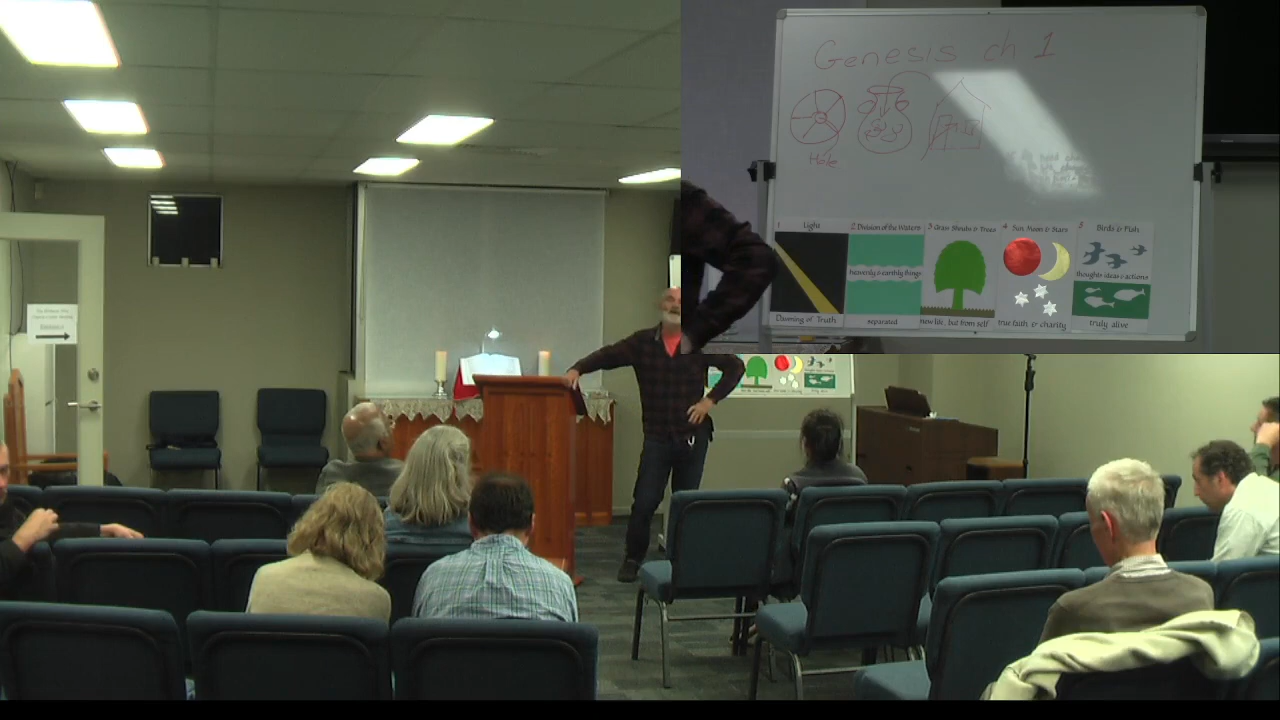 Genesis ch 1
Hole
1 Light
2 Division of the Waters
3 Grass Shrubs & Trees
4 Sun, Moon & Stars
5 Birds & Fish
heavenly & earthly things
thoughts ideas & actions
Dawning of Truth
separated
new life, but from self
true faith & charity
truly alive